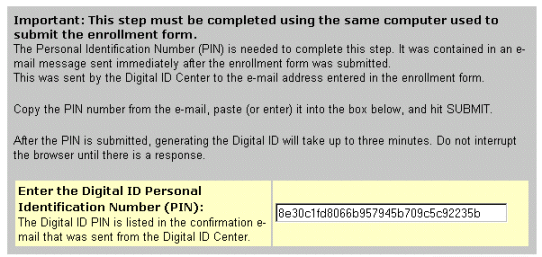 Important: This step must be completed using the same computer used to
submit the enrollment form.
The Personal Identification Number (PIN) is needed to complete this step. It was contained in an e-
mail message sent immediately after the enrollment form was submitted.
This was sent by the Digital ID Center to the e-mail address entered in the enrollment form.
Copy the PIN number from the e-mail, paste (or enter) it into the box below, and hit SUBMIT.
After the PIN is submitted, generating the Digital ID will take up to three minutes. Do not interrupt
the browser until there is a response.
Enter the Digital ID Personal
Identification Number (PIN):
The Digital ID PIN is listed in the confirmation e-
mail that was sent from the Digital ID Center.
8e30c1fd8066b957945b709c5c92235b